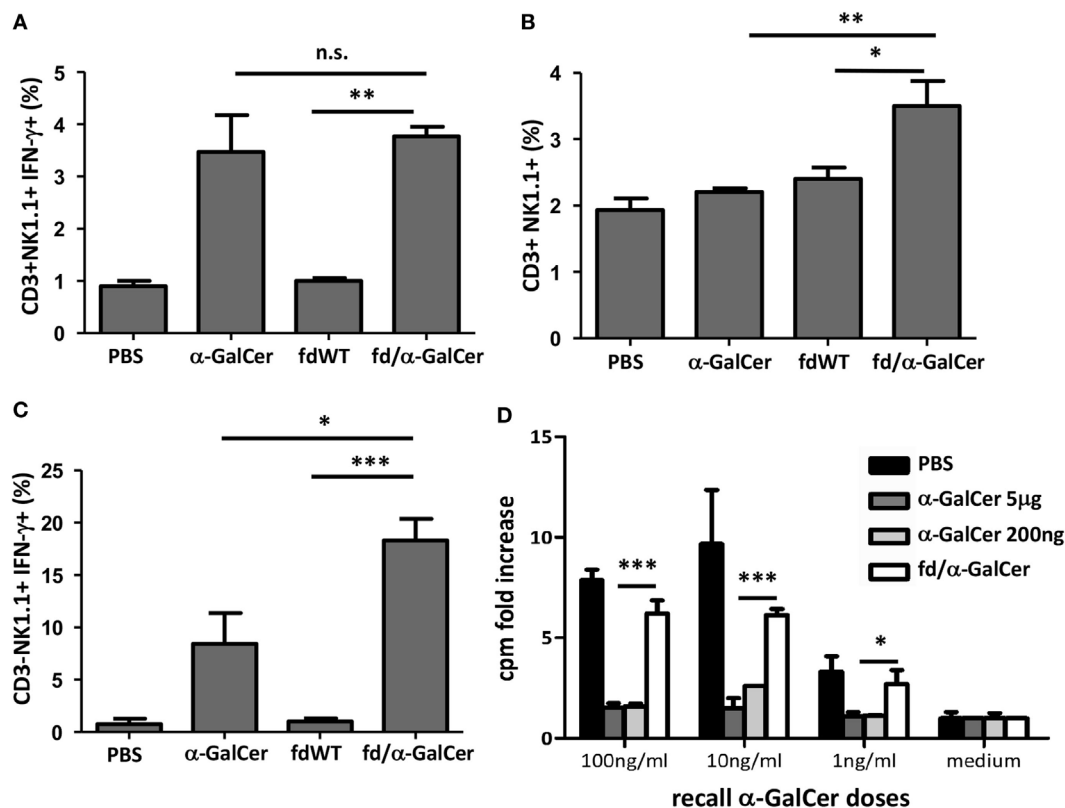 A
n.s.
**
CD3+NK1.1+ IFN-γ+ (%)
5
4
3
2
1
0
PBS
α-GalCer
fdWT
fd/α-GalCer
B
**
*
CD3+ NK1.1+ (%)
4
3
2
1
0
PBS
α-GalCer
fdWT
fd/α-GalCer
C
*
***
CD3-NK1.1+ IFN-γ+ (%)
25
20
15
10
5
0
PBS
α-GalCer
fdWT
fd/α-GalCer
D
PBS
α-GalCer 5μg
α-GalCer 200ng
fd/α-GalCer
cpm fold increase
15
10
5
0
***
***
*
100ng/ml
10ng/ml
1ng/ml
medium
recall α-GalCer doses